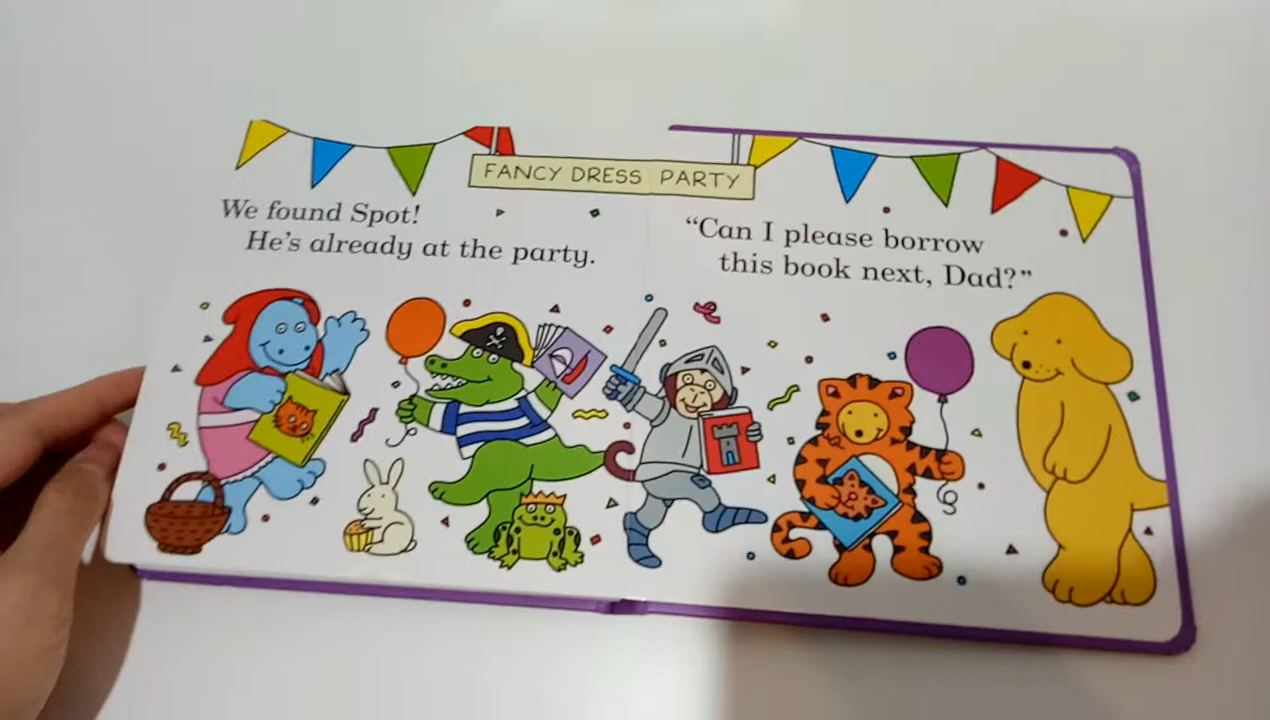 FANCY DRESS PARTY
We found Spot!
He's already at the party.
“Can I please borrow
this book next, Dad?”